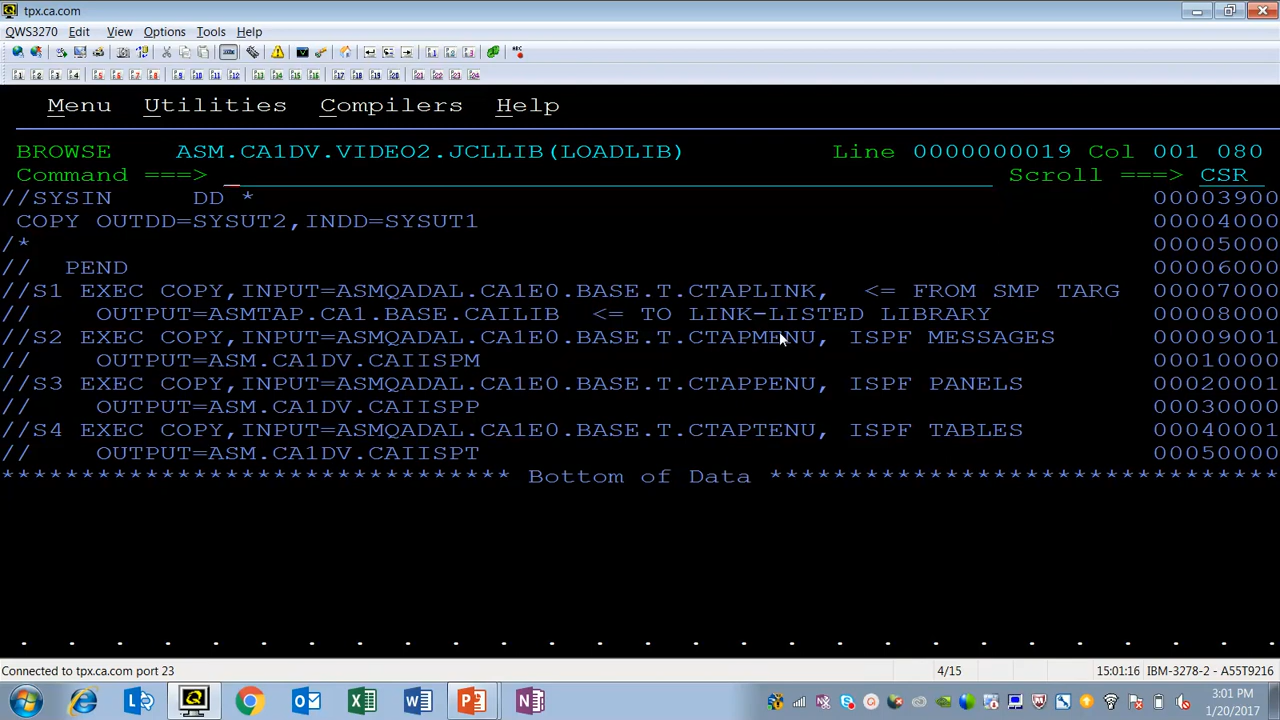 tpx.ca.com
QWS3270 Edit View Options Tools Help
Menu Utilities Compilers Help
BROWSE ASM.CA1DV.VIDEO2.JCLLIB(LOADLIB) Line 0000000019 Col 001 080
Command ===> Scroll ===> CSR
//SYSIN DD * 00003900
COPY OUTDD=SYSUT2,INDD=SYSUT1 00004000
/* 00005000
// PEND 00006000
//S1 EXEC COPY,INPUT=ASMQADAL.CA1E0.BASE.T.CTAPLINK, <= FROM SMP TARG 00007000
// OUTPUT=ASMTAP.CA1.BASE.CAILIB <= TO LINK-LISTED LIBRARY 00008000
//S2 EXEC COPY,INPUT=ASMQADAL.CA1E0.BASE.T.CTAPMENU, ISPF MESSAGES 00009001
// OUTPUT=ASM.CA1DV.CAIISPM 00010000
//S3 EXEC COPY,INPUT=ASMQADAL.CA1E0.BASE.T.CTAPPENU, ISPF PANELS 00020001
// OUTPUT=ASM.CA1DV.CAIISPP 00030000
//S4 EXEC COPY,INPUT=ASMQADAL.CA1E0.BASE.T.CTAPTENU, ISPF TABLES 00040001
// OUTPUT=ASM.CA1DV.CAIISPT 00050000
******************************** Bottom of Data ********************************
Connected to tpx.ca.com port 23 4/15 15:01:16 IBM-3278-2 - A55T9216
3:01 PM
1/20/2017